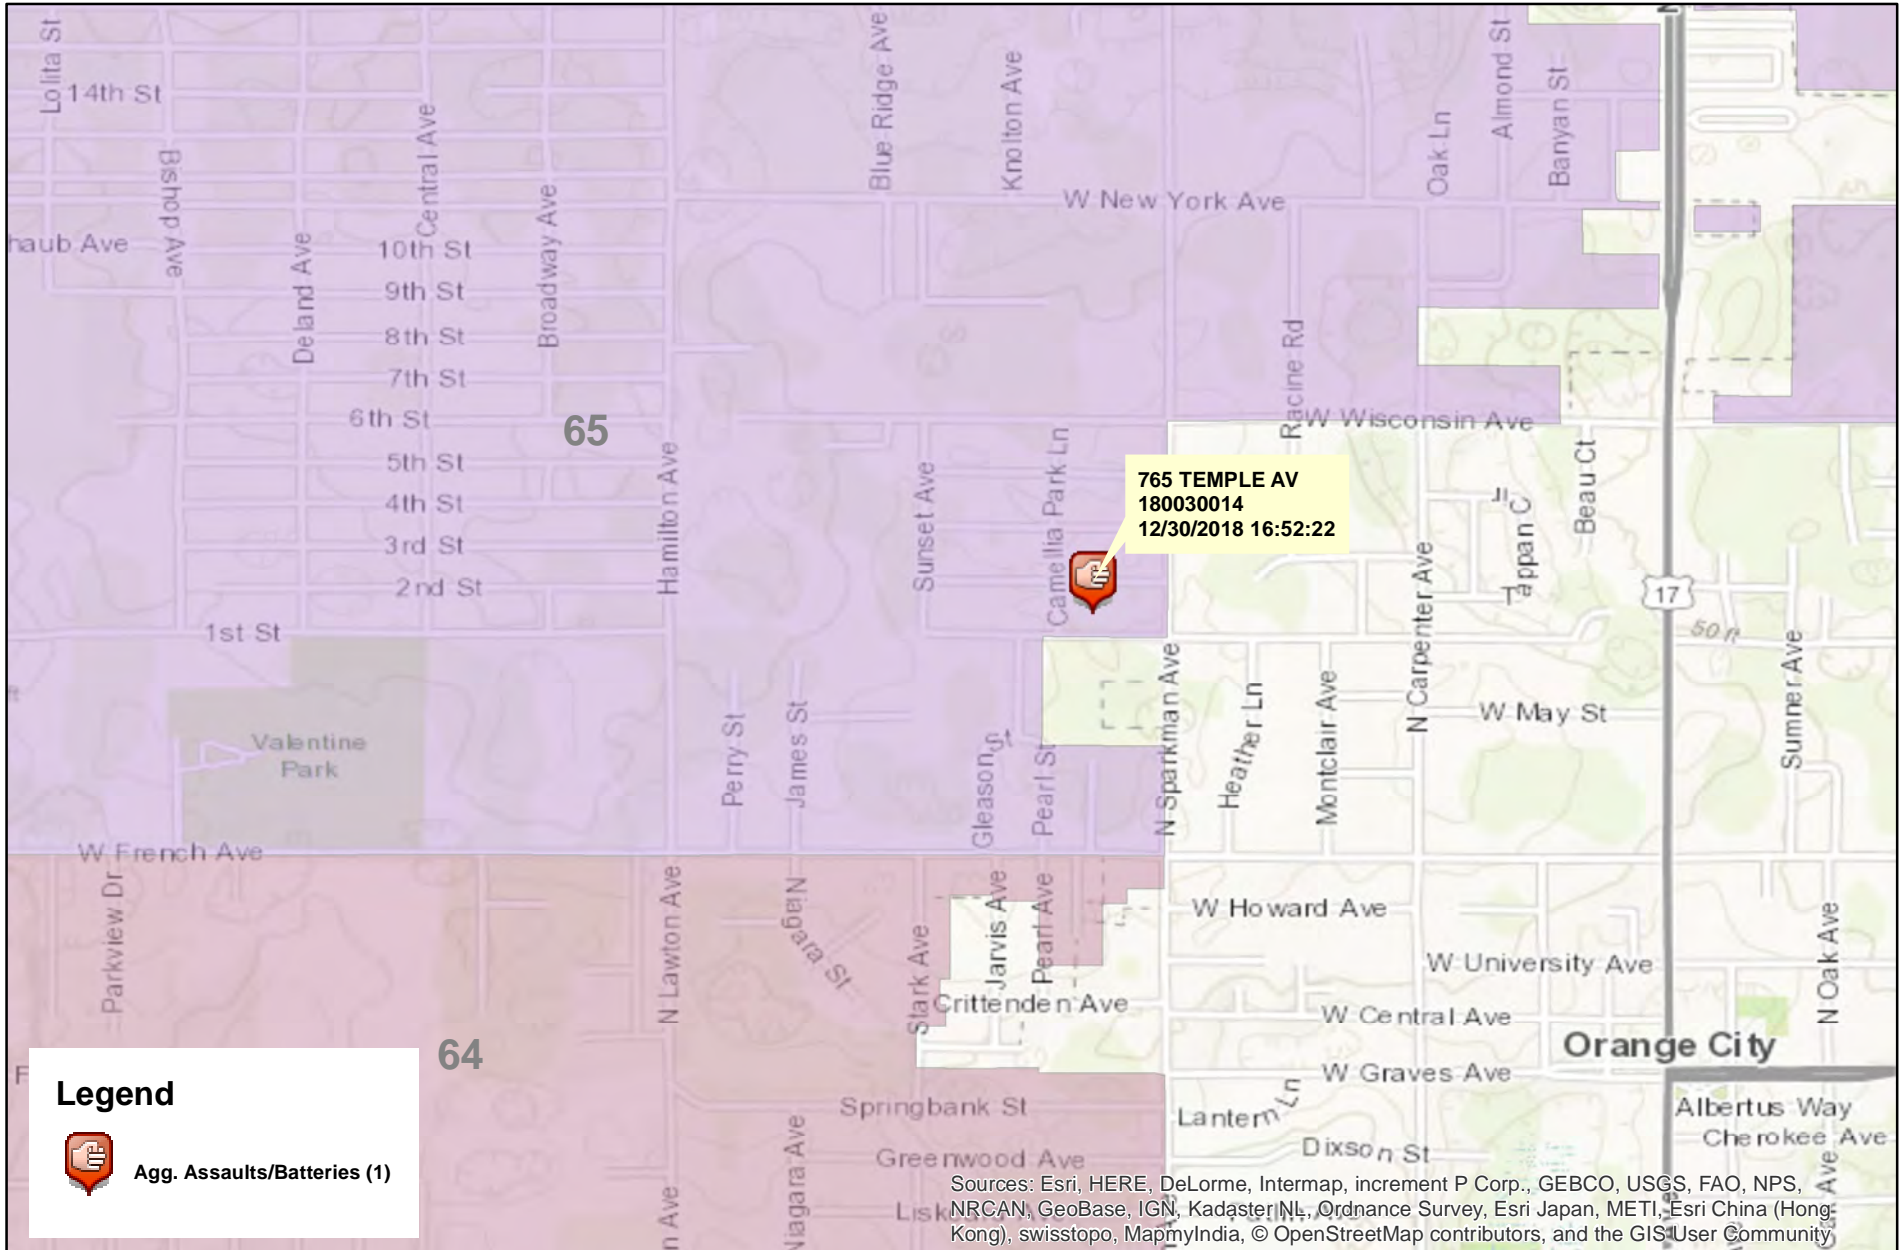 Lolita St
14th St
Bishop Ave
Central Ave
Blue Ridge Ave
Knolton Ave
Almond St
Oak Ln
Banyan St
W New York Ave
haub Ave
Deland Ave
Broadway Ave
10th St
9th St
8th St
7th St
6th St
65
5th St
4th St
3rd St
2nd St
1st St
Hamilton Ave
Sunset Ave
Camellia Park Ln
Racine Rd
W Wisconsin Ave
765 TEMPLE AV
180030014
12/30/2018 16:52:22
Beau Ct
Tappan C
N Carpenter Ave
17
50 ft
Sumner Ave
W May St
N Sparkman Ave
Heather Ln
Montclair Ave
Valentine
Park
Perry St
James St
Gleason
Pearl St
W French Ave
Parkview Dr
N Lawton Ave
Niagara St
Stark Ave
Jarvis Ave
Pearl Ave
Crittenden Ave
W Howard Ave
W University Ave
W Central Ave
N Oak Ave
Orange City
W Graves Ave
64
Springbank St
Lantern Ln
Albertus Way
Cherokee Ave
Dixson St
Greenwood Ave
Niagara Ave
n Ave
Legend
Agg. Assaults/Batteries (1)
Sources: Esri, HERE, DeLorme, Intermap, increment P Corp., GEBCO, USGS, FAO, NPS,
NRCAN, GeoBase, IGN, Kadaster NL, Ordnance Survey, Esri Japan, METI, Esri China (Hong
Kong), swisstopo, MapmyIndia, © OpenStreetMap contributors, and the GIS User Community